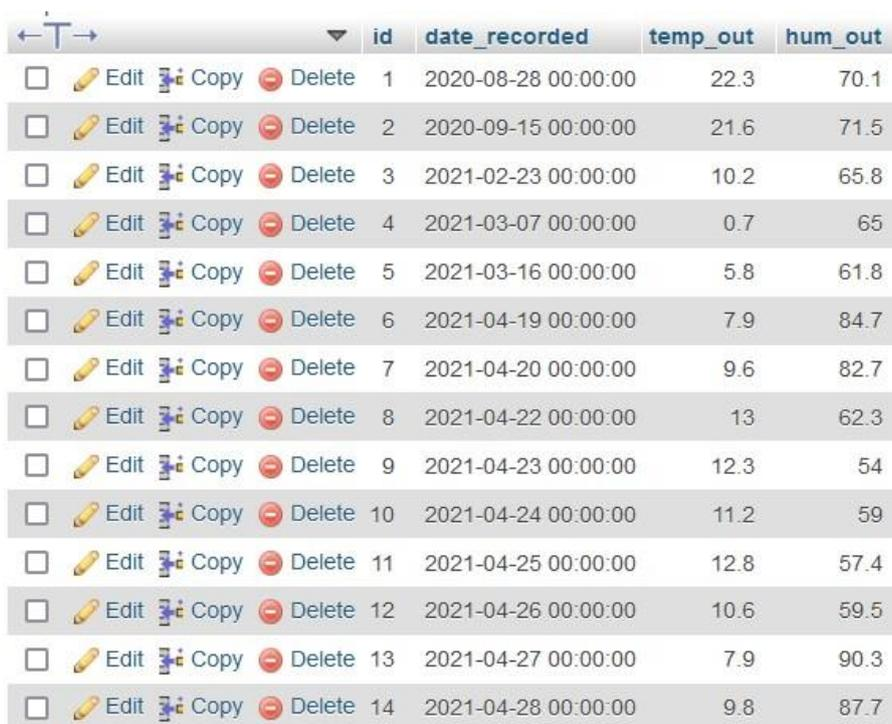 id date_recorded temp_out hum_out
Edit Copy Delete 1 2020-08-28 00:00:00 22.3 70.1
Edit Copy Delete 2 2020-09-15 00:00:00 21.6 71.5
Edit Copy Delete 3 2021-02-23 00:00:00 10.2 65.8
Edit Copy Delete 4 2021-03-07 00:00:00 0.7 65
Edit Copy Delete 5 2021-03-16 00:00:00 5.8 61.8
Edit Copy Delete 6 2021-04-19 00:00:00 7.9 84.7
Edit Copy Delete 7 2021-04-20 00:00:00 9.6 82.7
Edit Copy Delete 8 2021-04-22 00:00:00 13 62.3
Edit Copy Delete 9 2021-04-23 00:00:00 12.3 54
Edit Copy Delete 10 2021-04-24 00:00:00 11.2 59
Edit Copy Delete 11 2021-04-25 00:00:00 12.8 57.4
Edit Copy Delete 12 2021-04-26 00:00:00 10.6 59.5
Edit Copy Delete 13 2021-04-27 00:00:00 7.9 90.3
Edit Copy Delete 14 2021-04-28 00:00:00 9.8 87.7